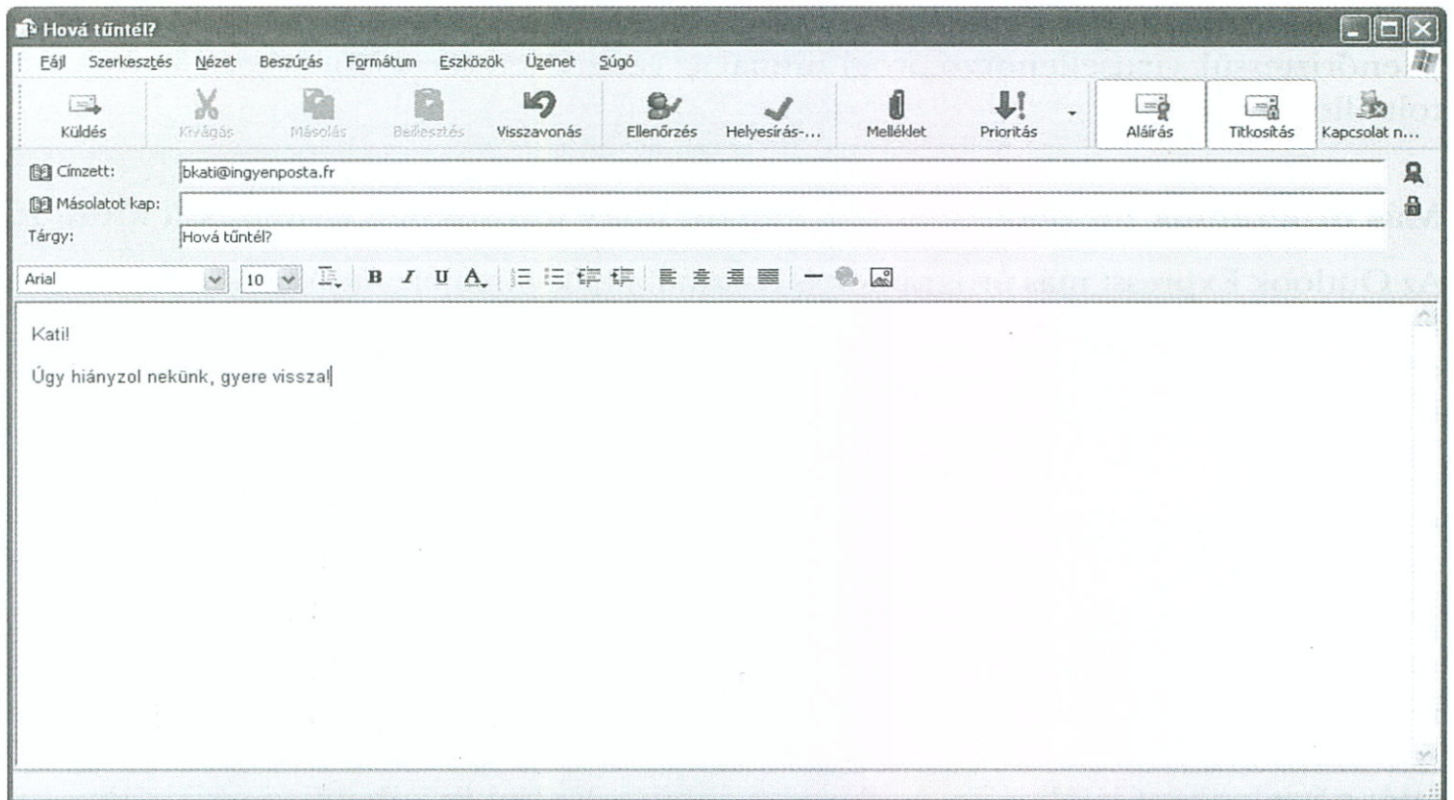 Hová tűntél?
Fájl Szerkesztés Nézet Beszúrás Formátum Eszközök Üzenet Súgó
Küldés Kivágás Másolás Beillesztés Visszavonás Ellenőrzés Helyesírás-... Melléklet Prioritás Aláírás Titkosítás Kapcsolat n...
Címzett: bkati@ingyenposta.fr
Másolatot kap:
Tárgy: Hová tűntél?
Arial 10 B I U A
Kati!
Úgy hiányzol nekünk, gyere vissza!